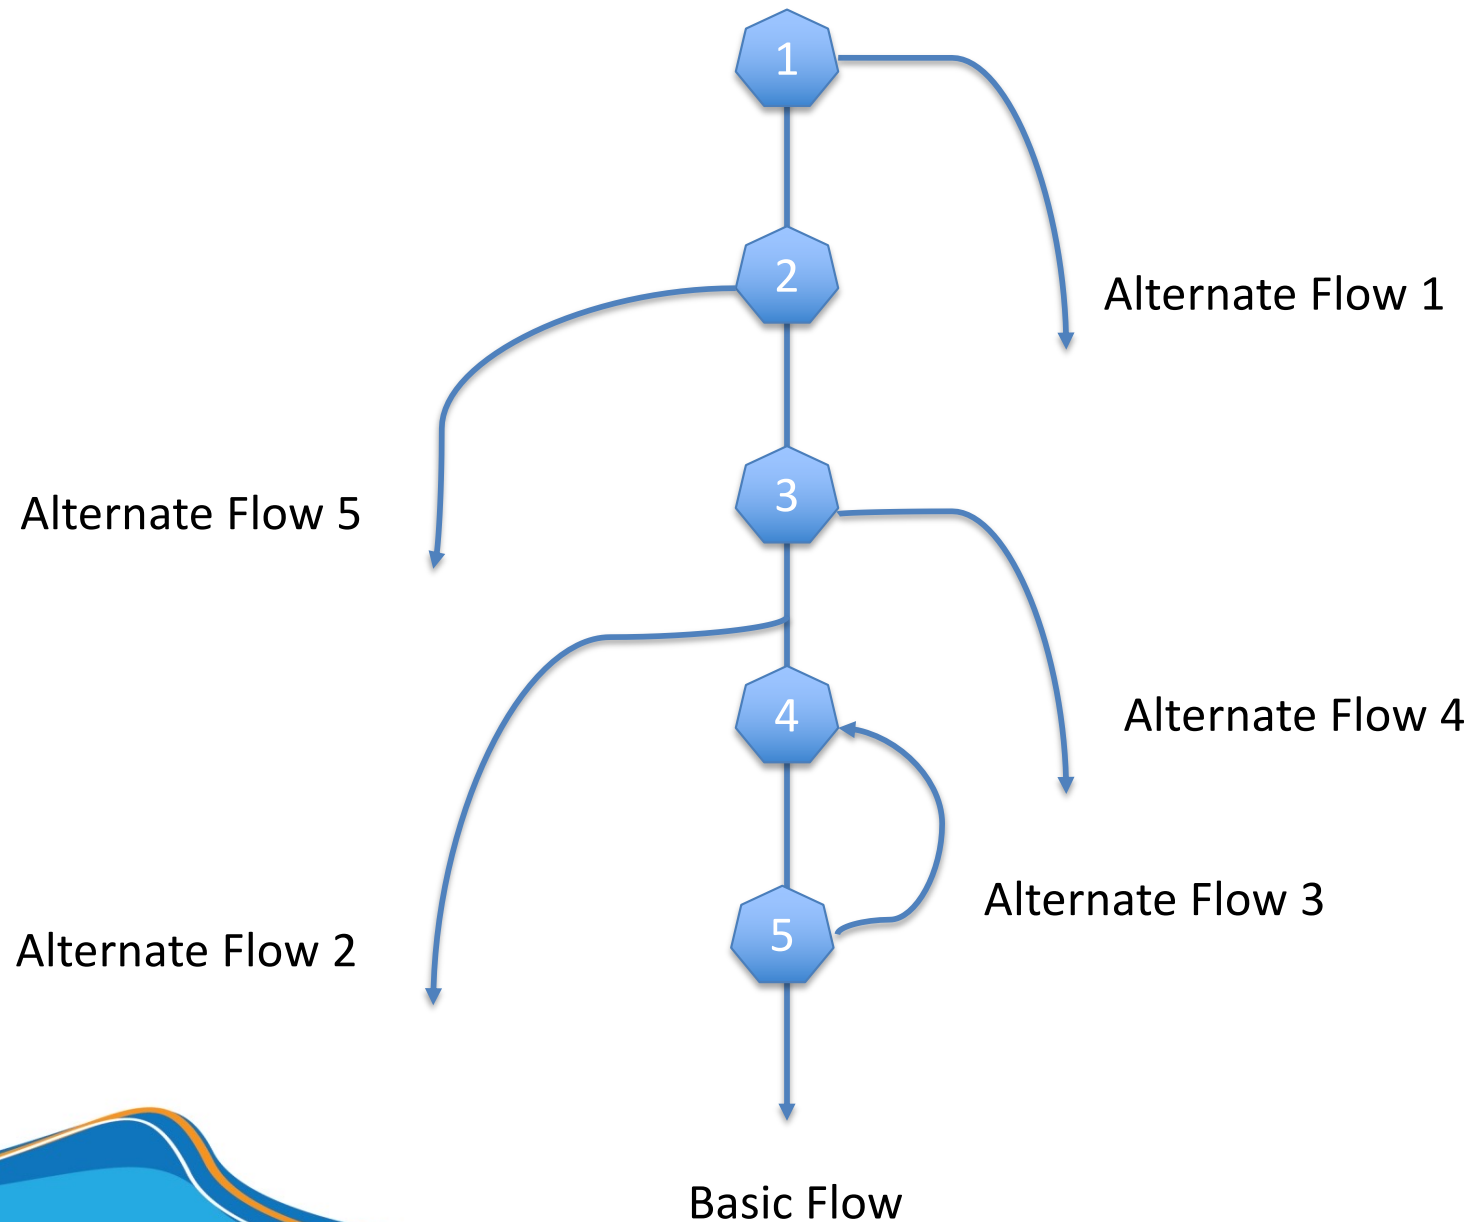 1
2
Alternate Flow 1
3
Alternate Flow 5
4
Alternate Flow 4
Alternate Flow 3
5
Alternate Flow 2
Basic Flow